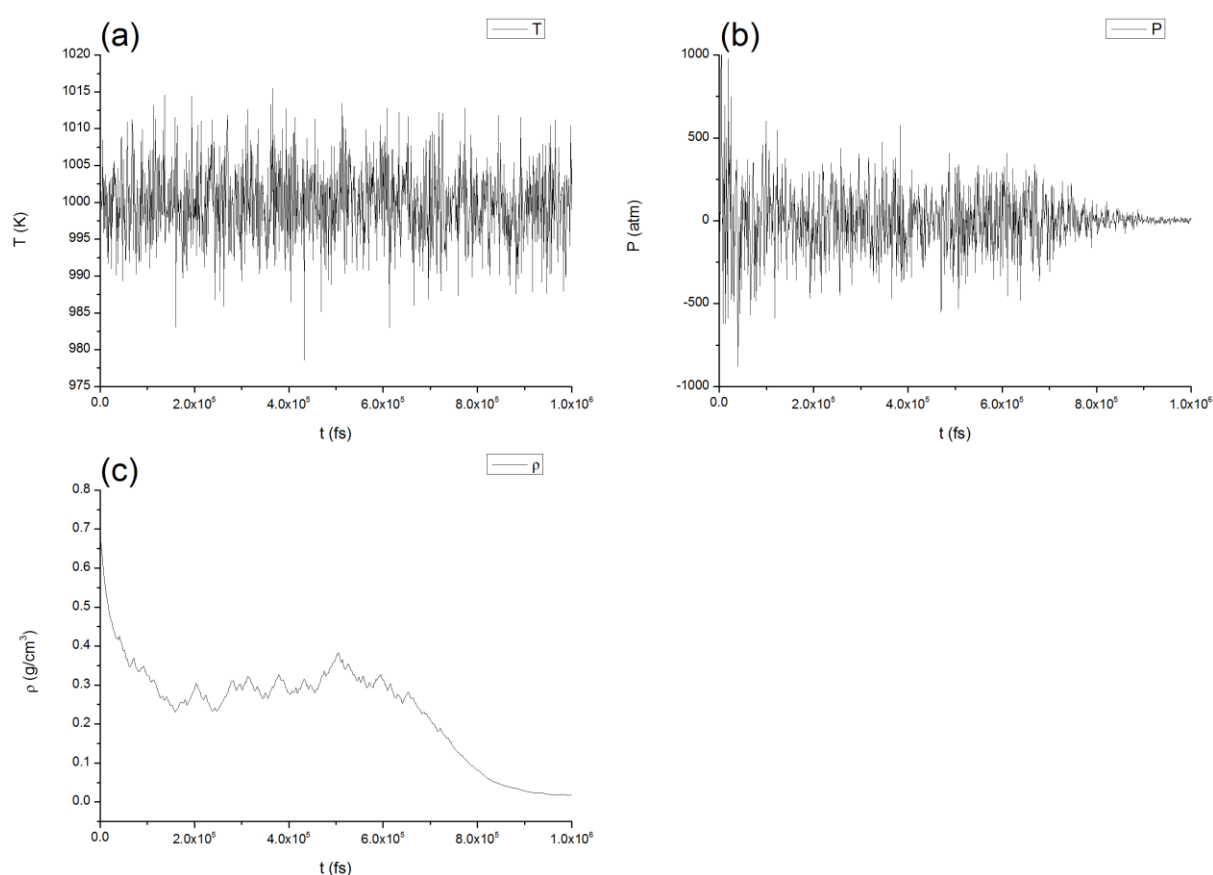 (a)
T
1020
1015
1010
1005
1000
995
990
985
980
975
T (K)
0.0
2.0x10⁵
4.0x10⁵
6.0x10⁵
8.0x10⁵
1.0x10⁶
t (fs)
(b)
P
1000
500
0
-500
-1000
P (atm)
0.0
2.0x10⁵
4.0x10⁵
6.0x10⁵
8.0x10⁵
1.0x10⁶
t (fs)
(c)
ρ
0.8
0.7
0.6
0.5
0.4
0.3
0.2
0.1
0.0
ρ (g/cm³)
0.0
2.0x10⁵
4.0x10⁵
6.0x10⁵
8.0x10⁵
1.0x10⁶
t (fs)